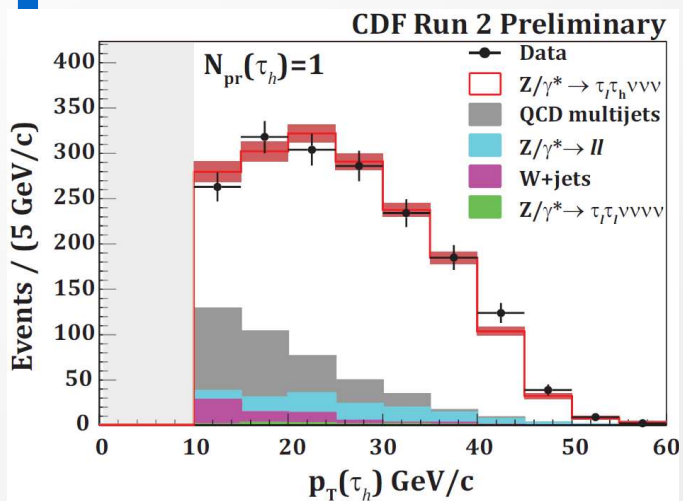 CDF Run 2 Preliminary
N_pr(τ_h)=1
Data
Z/γ* → τ_lτ_hννν
QCD multijets
Z/γ*→ ll
W+jets
Z/γ*→ τ_lτ_lνννν
Events / (5 GeV/c)
400
350
300
250
200
150
100
50
0
0 10 20 30 40 50 60
p_T(τ_h) GeV/c